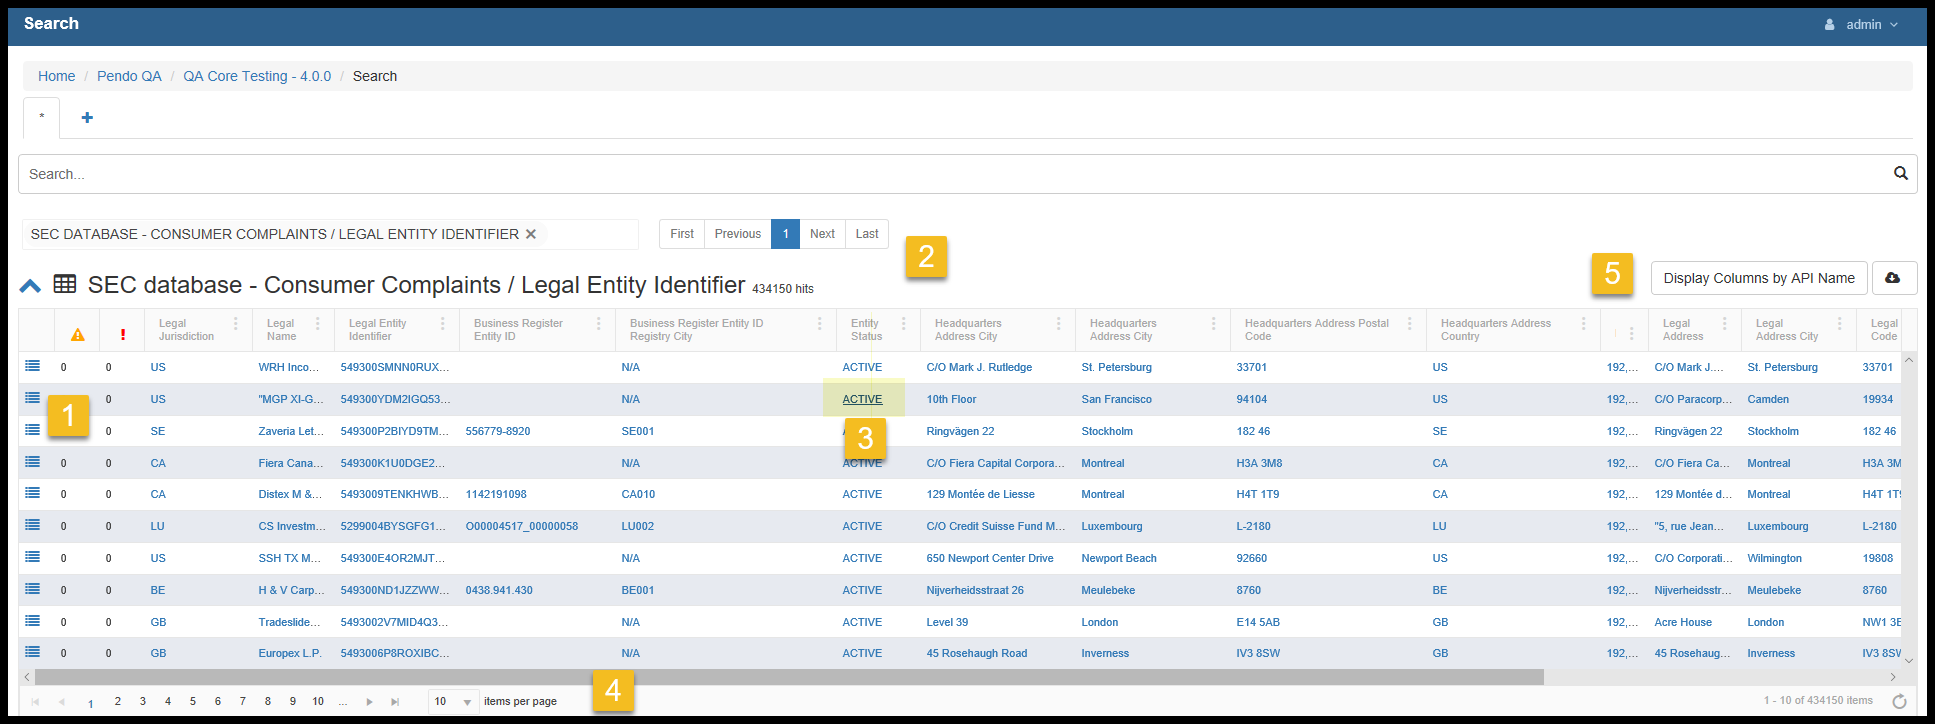 Search
admin
Home / Pendo QA / QA Core Testing - 4.0.0 / Search
*
Search...
SEC DATABASE - CONSUMER COMPLAINTS / LEGAL ENTITY IDENTIFIER
First Previous 1 Next Last
2
5
SEC database - Consumer Complaints / Legal Entity Identifier 434150 hits
Display Columns by API Name
Legal Jurisdiction Legal Name Legal Entity Identifier Business Register Entity ID Business Register Entity ID Registry City Entity Status Headquarters Address City Headquarters Address City Headquarters Address Postal Code Headquarters Address Country Legal Address Legal Address City Legal Code
0 0 US WRH Inco... 549300SMNN0RUX... N/A ACTIVE C/O Mark J. Rutledge St. Petersburg 33701 US 192,... C/O Mark J.... St. Petersburg 33701
0 US "MGP XI-G... 549300YDM2IGQ53... N/A ACTIVE 10th Floor San Francisco 94104 US 192,... C/O Paracorp... Camden 19934
1
3
0 0 SE Zaveria Let... 549300P2BIYD9TM... 556779-8920 SE001 Ringvägen 22 Stockholm 182 46 SE 192,... Ringvägen 22 Stockholm 182 46
0 0 CA Fiera Cana... 549300K1U0DGE2... N/A ACTIVE C/O Fiera Capital Corpora... Montreal H3A 3M8 CA 192,... C/O Fiera Ca... Montreal H3A 3M
0 0 CA Distex M &... 5493009TENKHWB... 1142191098 CA010 ACTIVE 129 Montée de Liesse Montreal H4T 1T9 CA 192,... 129 Montée d... Montreal H4T 1T9
0 0 LU CS Investm... 5299004BYSGFG1... O00004517_00000058 LU002 ACTIVE C/O Credit Suisse Fund M... Luxembourg L-2180 LU 192,... "5, rue Jean... Luxembourg L-2180
0 0 US SSH TX M... 549300E4OR2MJT... N/A ACTIVE 650 Newport Center Drive Newport Beach 92660 US 192,... C/O Corporati... Wilmington 19808
0 0 BE H & V Carp... 549300ND1JZZWW... 0438.941.430 BE001 ACTIVE Nijverheidsstraat 26 Meulebeke 8760 BE 192,... Nijverheidsstr... Meulebeke 8760
0 0 GB Tradeslide... 5493002V7MID4Q3... N/A ACTIVE Level 39 London E14 5AB GB 192,... Acre House London NW1 3E
0 0 GB Europex L.P. 5493006P8ROXIBC... N/A ACTIVE 45 Rosehaugh Road Inverness IV3 8SW GB 192,... 45 Rosehaug... Inverness IV3 8SV
4
1 2 3 4 5 6 7 8 9 10 ... 10 items per page 1 - 10 of 434150 items